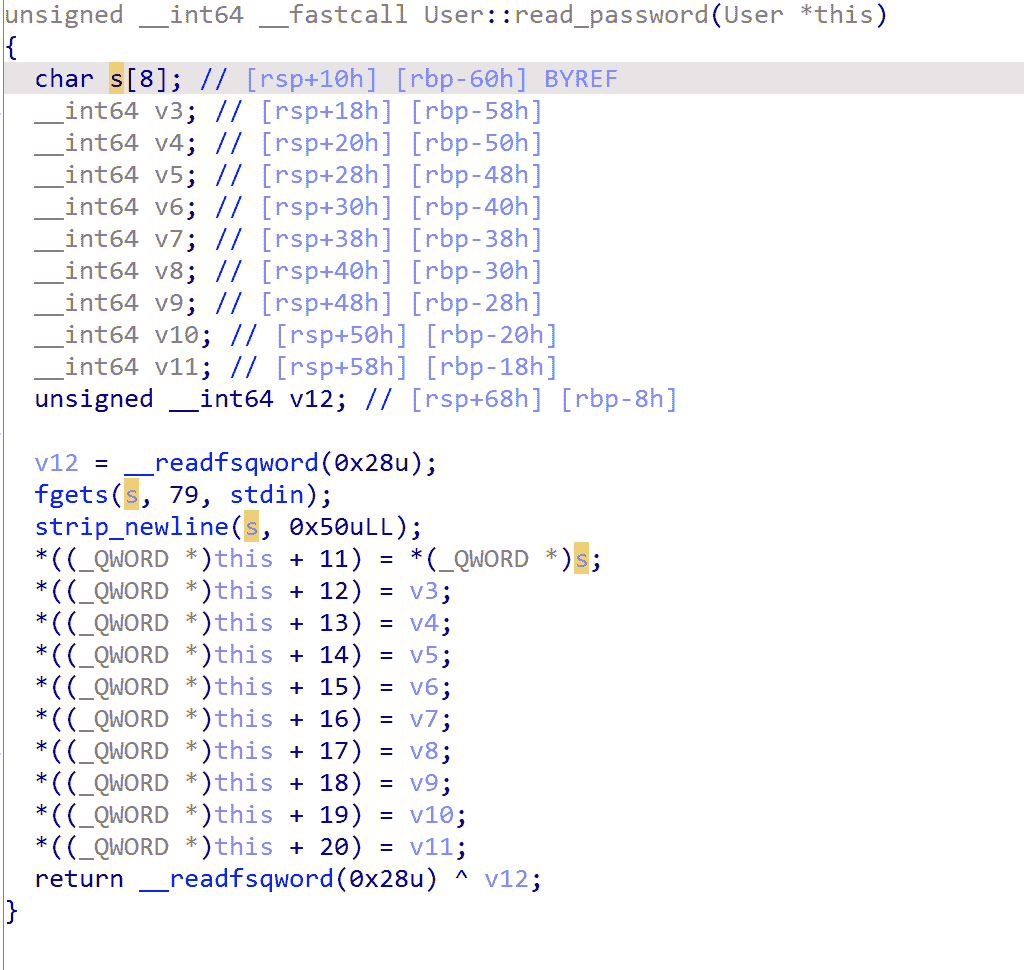 unsigned __int64 __fastcall User::read_password(User *this)
{
  char s[8]; // [rsp+10h] [rbp-60h] BYREF
  __int64 v3; // [rsp+18h] [rbp-58h]
  __int64 v4; // [rsp+20h] [rbp-50h]
  __int64 v5; // [rsp+28h] [rbp-48h]
  __int64 v6; // [rsp+30h] [rbp-40h]
  __int64 v7; // [rsp+38h] [rbp-38h]
  __int64 v8; // [rsp+40h] [rbp-30h]
  __int64 v9; // [rsp+48h] [rbp-28h]
  __int64 v10; // [rsp+50h] [rbp-20h]
  __int64 v11; // [rsp+58h] [rbp-18h]
  unsigned __int64 v12; // [rsp+68h] [rbp-8h]

  v12 = __readfsqword(0x28u);
  fgets(s, 79, stdin);
  strip_newline(s, 0x50uLL);
  *((_QWORD *)this + 11) = *(_QWORD *)s;
  *((_QWORD *)this + 12) = v3;
  *((_QWORD *)this + 13) = v4;
  *((_QWORD *)this + 14) = v5;
  *((_QWORD *)this + 15) = v6;
  *((_QWORD *)this + 16) = v7;
  *((_QWORD *)this + 17) = v8;
  *((_QWORD *)this + 18) = v9;
  *((_QWORD *)this + 19) = v10;
  *((_QWORD *)this + 20) = v11;
  return __readfsqword(0x28u) ^ v12;
}